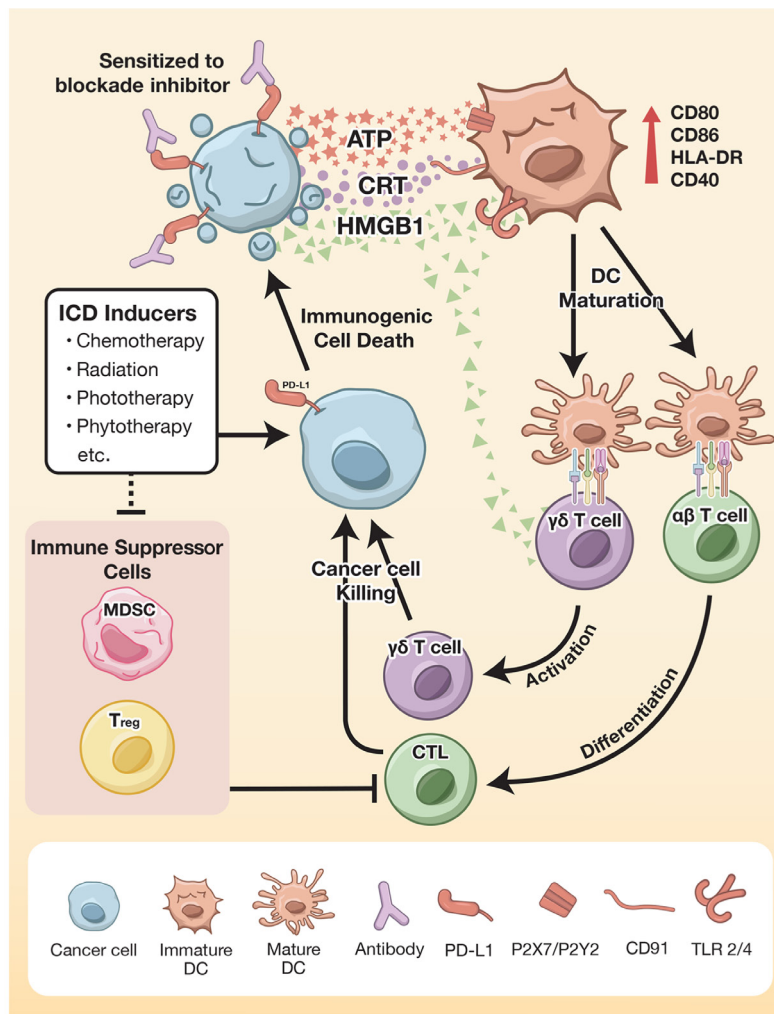 Sensitized to
blockade inhibitor
ATP
CRT
HMGB1
CD80
CD86
HLA-DR
CD40
DC
Maturation
ICD Inducers
• Chemotherapy
• Radiation
• Phototherapy
• Phytotherapy
etc.
Immunogenic
Cell Death
PD-L1
γδ T cell
αβ T cell
Immune Suppressor
Cells
MDSC
Treg
Cancer cell
Killing
γδ T cell
Activation
CTL
Differentiation
Cancer cell
Immature
DC
Mature
DC
Antibody
PD-L1
P2X7/P2Y2
CD91
TLR 2/4